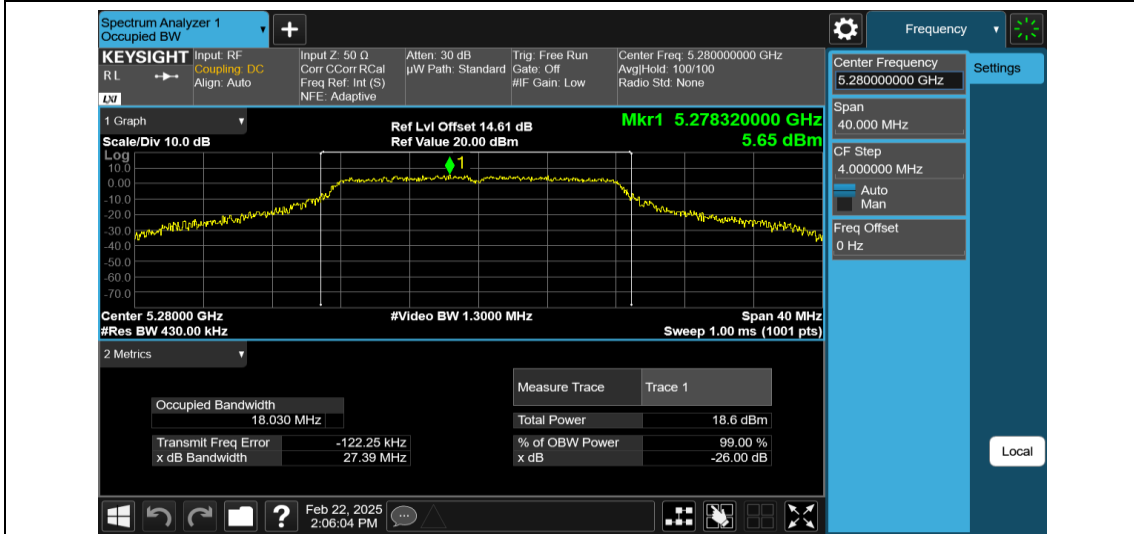 Spectrum Analyzer 1
Occupied BW
Frequency
KEYSIGHT
R L
LXI
Input: RF
Coupling: DC
Align: Auto
Input Z: 50 Ω
Corr CCorr RCal
Freq Ref: Int (S)
NFE: Adaptive
Atten: 30 dB
µW Path: Standard
Trig: Free Run
Gate: Off
#IF Gain: Low
Center Freq: 5.280000000 GHz
Avg|Hold: 100/100
Radio Std: None
1 Graph
Scale/Div 10.0 dB
Ref Lvl Offset 14.61 dB
Ref Value 20.00 dBm
Mkr1 5.278320000 GHz
5.65 dBm
Log
10.0
0.00
-10.0
-20.0
-30.0
-40.0
-50.0
-60.0
-70.0
1
Center 5.28000 GHz
#Res BW 430.00 kHz
#Video BW 1.3000 MHz
Span 40 MHz
Sweep 1.00 ms (1001 pts)
2 Metrics
Occupied Bandwidth
18.030 MHz
Transmit Freq Error -122.25 kHz
x dB Bandwidth 27.39 MHz
Measure Trace Trace 1
Total Power 18.6 dBm
% of OBW Power 99.00 %
x dB -26.00 dB
Center Frequency
5.280000000 GHz
Span
40.000 MHz
CF Step
4.000000 MHz
Auto
Man
Freq Offset
0 Hz
Settings
Local
?
Feb 22, 2025
2:06:04 PM